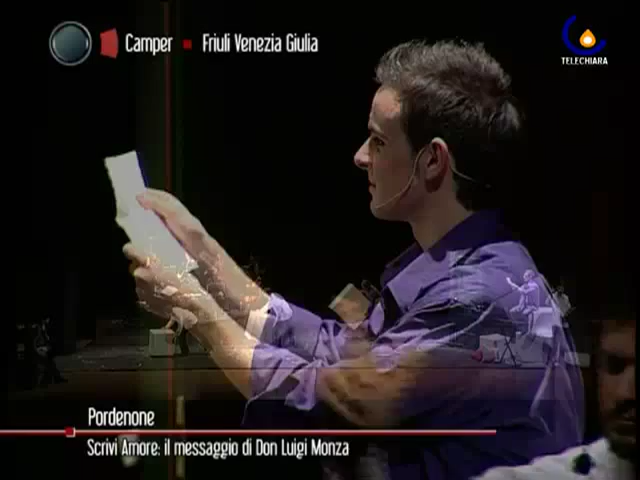 Camper ▪ Friuli Venezia Giulia
TELECHIARA
Pordenone
Scrivi Amore: il messaggio di Don Luigi Monza